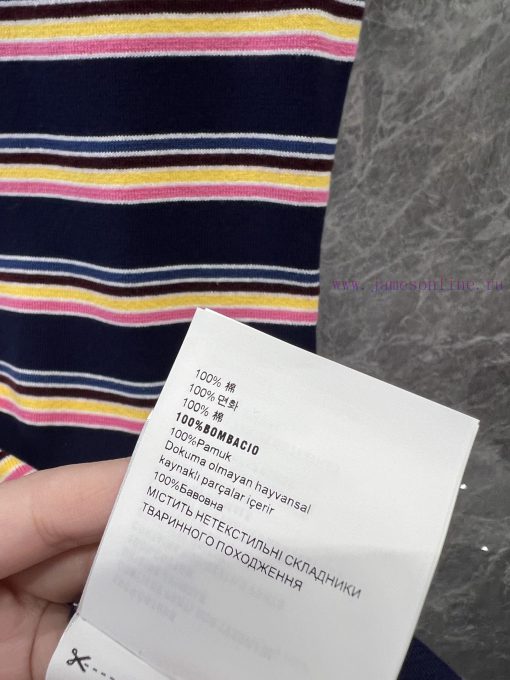 www.jamesonline.ru
100% 棉
100% 면화
100% 棉
100%BOMBACIO
100%Pamuk
Dokuma olmayan hayvansal
kaynaklı parçalar içerir
100%Бавовна
МІСТИТЬ НЕТЕКСТИЛЬНІ СКЛАДНИКИ
ТВАРИННОГО ПОХОДЖЕННЯ